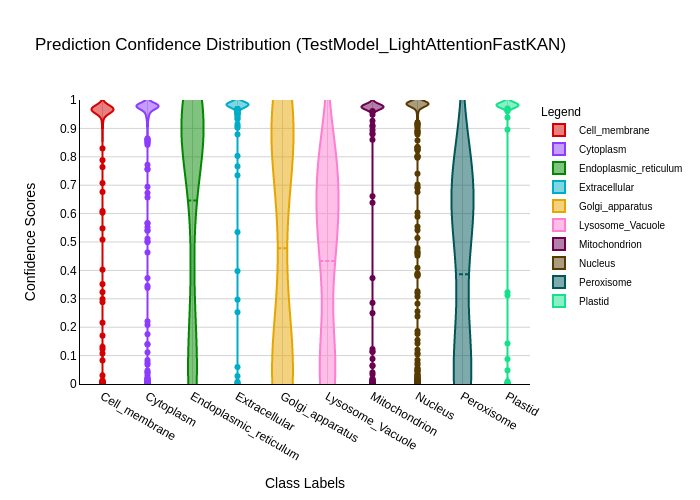 Prediction Confidence Distribution (TestModel_LightAttentionFastKAN)
Legend
Cell_membrane
Cytoplasm
Endoplasmic_reticulum
Extracellular
Golgi_apparatus
Lysosome_Vacuole
Mitochondrion
Nucleus
Peroxisome
Plastid
Confidence Scores
1
0.9
0.8
0.7
0.6
0.5
0.4
0.3
0.2
0.1
0
Cell_membrane
Cytoplasm
Endoplasmic_reticulum
Extracellular
Golgi_apparatus
Lysosome_Vacuole
Mitochondrion
Nucleus
Peroxisome
Plastid
Class Labels